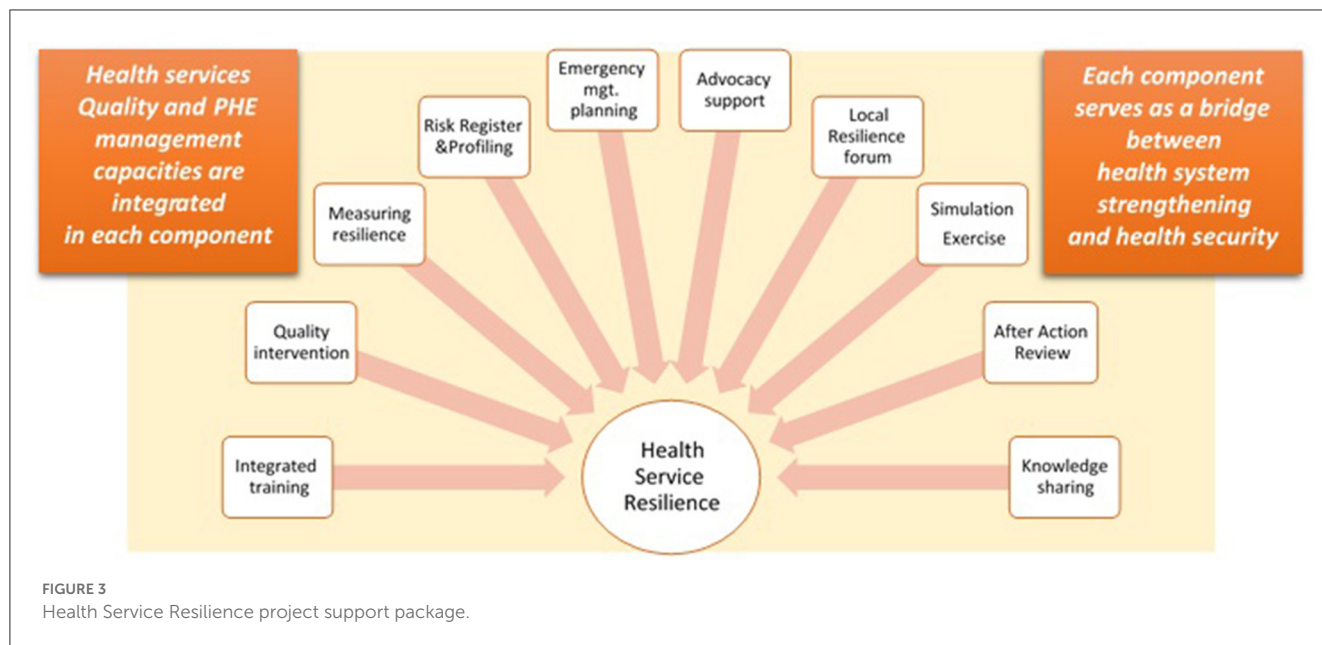 Health services
Quality and PHE
management
capacities are
integrated
in each component
Emergency
mgt.
planning
Advocacy
support
Each component
serves as a bridge
between
health system
strengthening
and health security
Risk Register
&Profiling
Local
Resilience
forum
Measuring
resilience
Simulation
Exercise
Quality
intervention
After Action
Review
Integrated
training
Health
Service
Resilience
Knowledge
sharing
FIGURE 3
Health Service Resilience project support package.